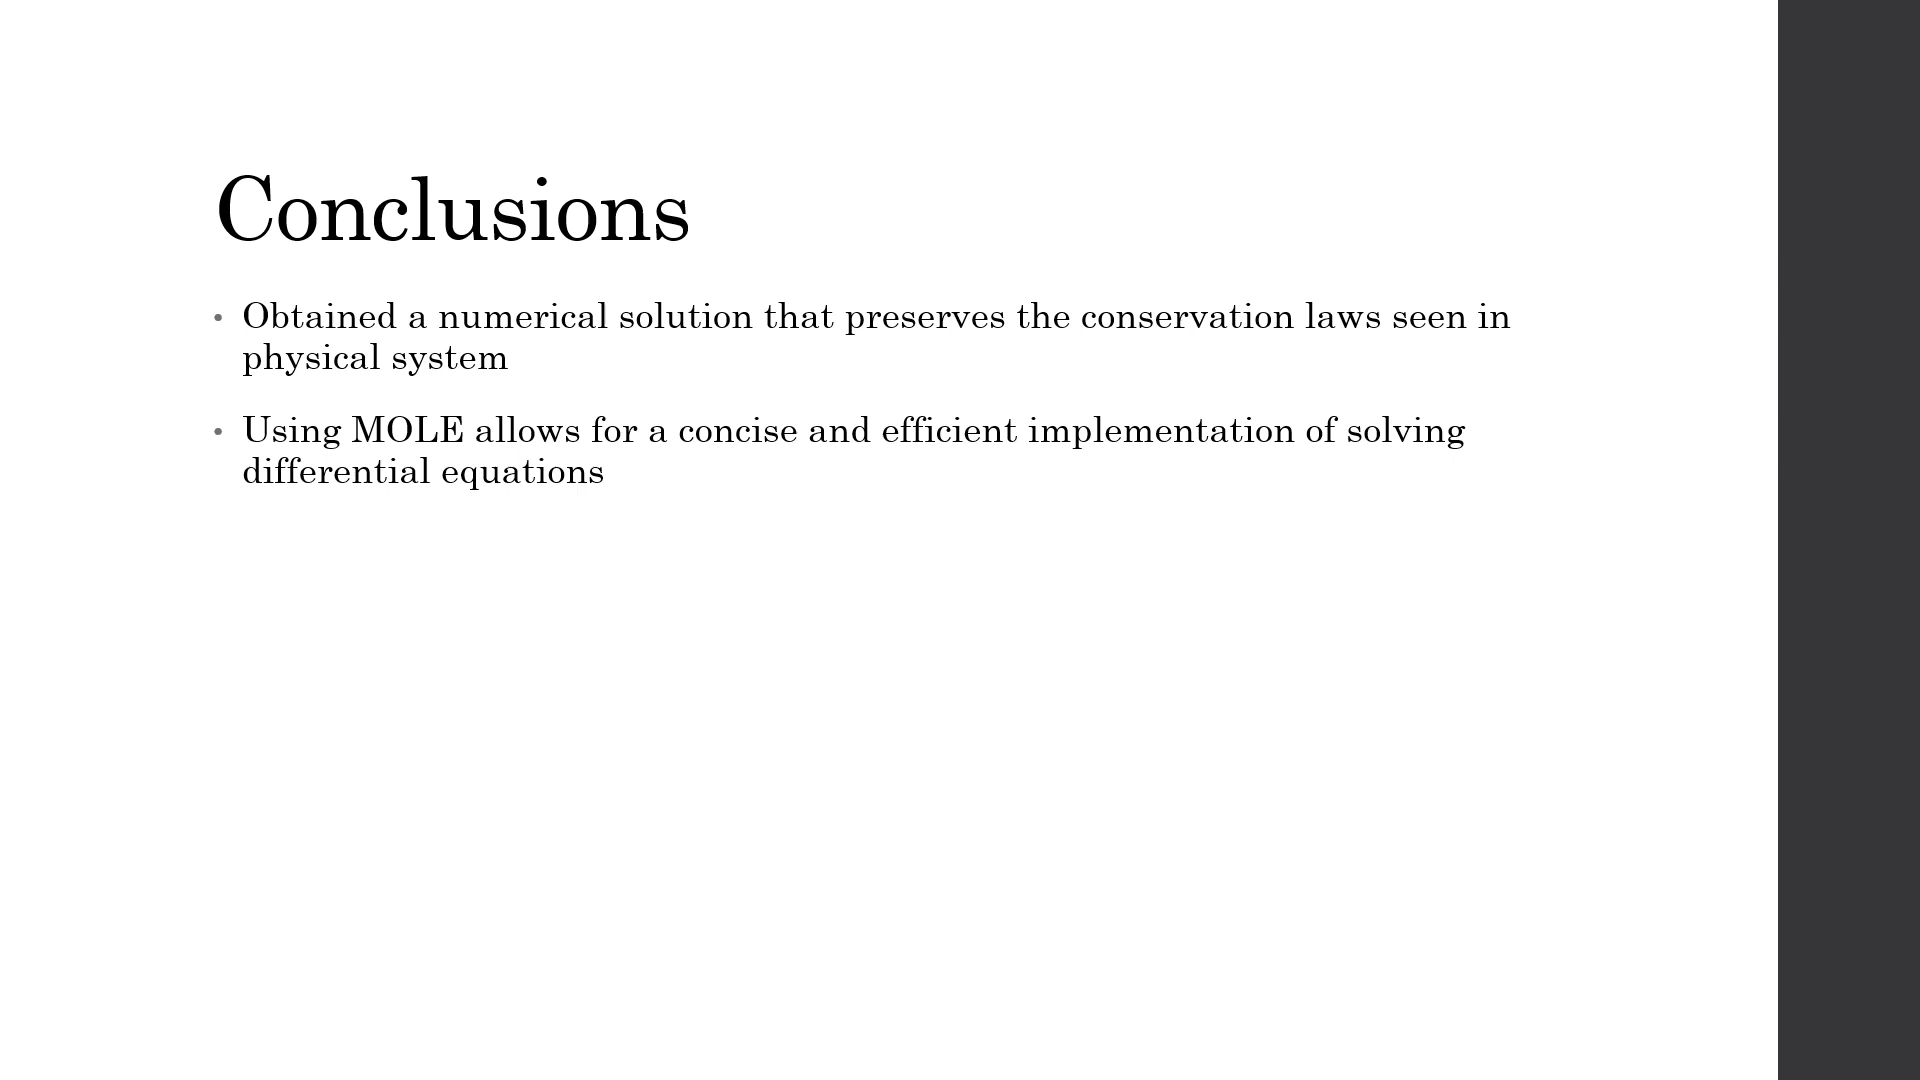 Conclusions
• Obtained a numerical solution that preserves the conservation laws seen in
physical system
• Using MOLE allows for a concise and efficient implementation of solving
differential equations